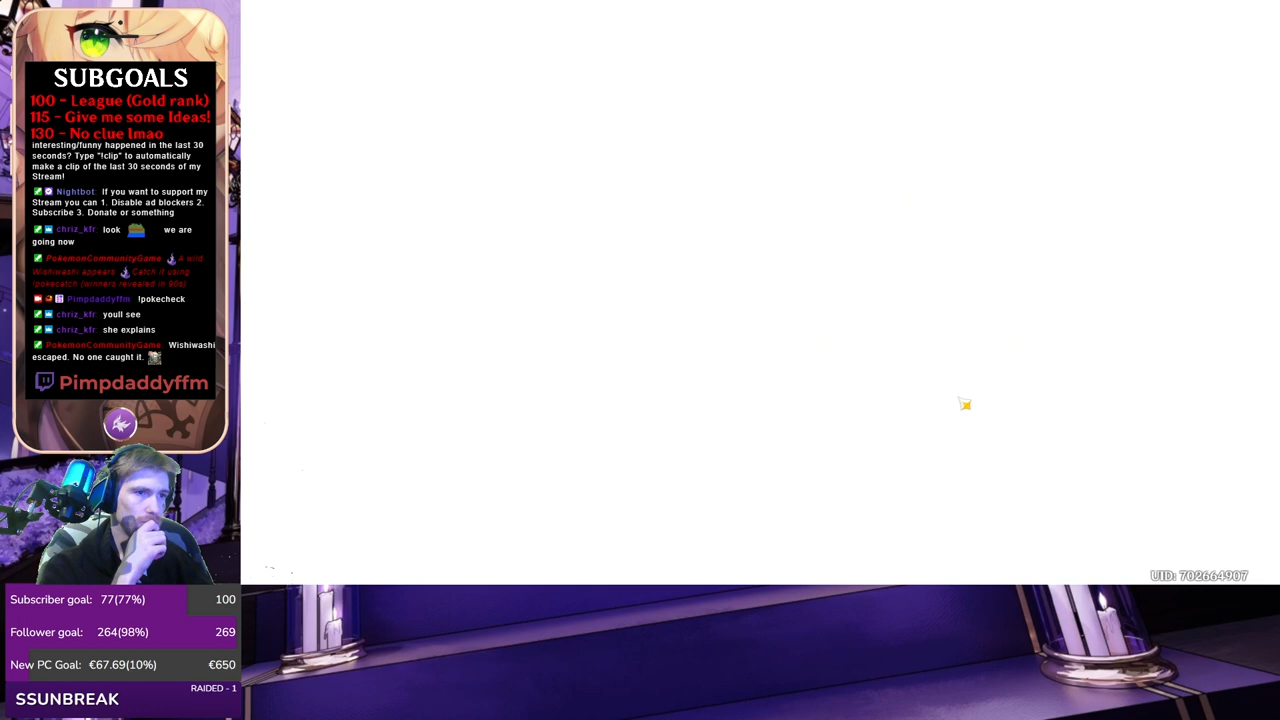 SUBGOALS
100 - League (Gold rank)
115 - Give me some Ideas!
130 - No clue lmao
interesting/funny happened in the last 30
seconds? Type "!clip" to automatically
make a clip of the last 30 seconds of my
Stream!
Nightbot: If you want to support my
Stream you can 1. Disable ad blockers 2.
Subscribe 3. Donate or something
chriz_kfr: look we are
going now
PokemonCommunityGame: A wild
Wishiwashi appears Catch it using
!pokecatch (winners revealed in 90s)
Pimpdaddyffm: !pokecheck
chriz_kfr: youll see
chriz_kfr: she explains
PokemonCommunityGame: Wishiwashi
escaped. No one caught it.
Pimpdaddyffm
Subscriber goal: 77(77%) 100
Follower goal: 264(98%) 269
New PC Goal: €67.69(10%) €650
RAIDED - 1
SSUNBREAK
UID: 702664907